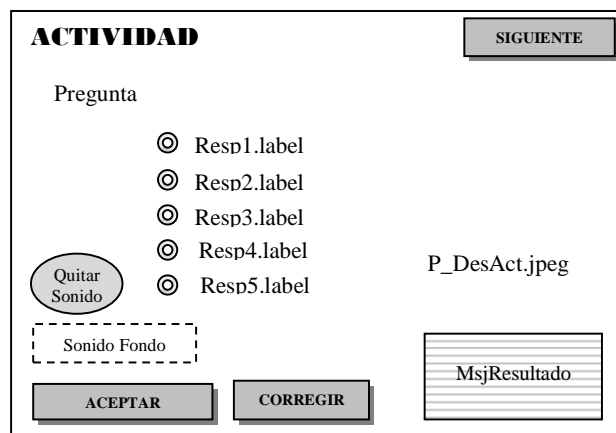 ACTIVIDAD
SIGUIENTE
Pregunta
Resp1.label
Resp2.label
Resp3.label
Resp4.label
Resp5.label
P_DesAct.jpeg
Quitar
Sonido
Sonido Fondo
MsjResultado
ACEPTAR
CORREGIR